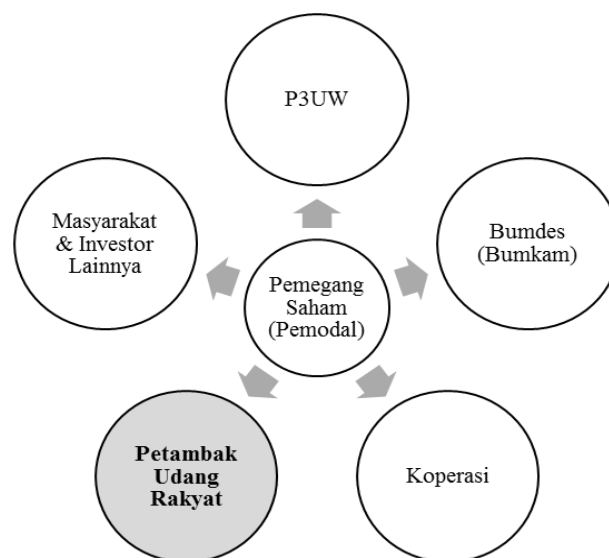 P3UW
Masyarakat
& Investor
Lainnya
Bumdes
(Bumkam)
Pemegang
Saham
(Pemodal)
Petambak
Udang
Rakyat
Koperasi